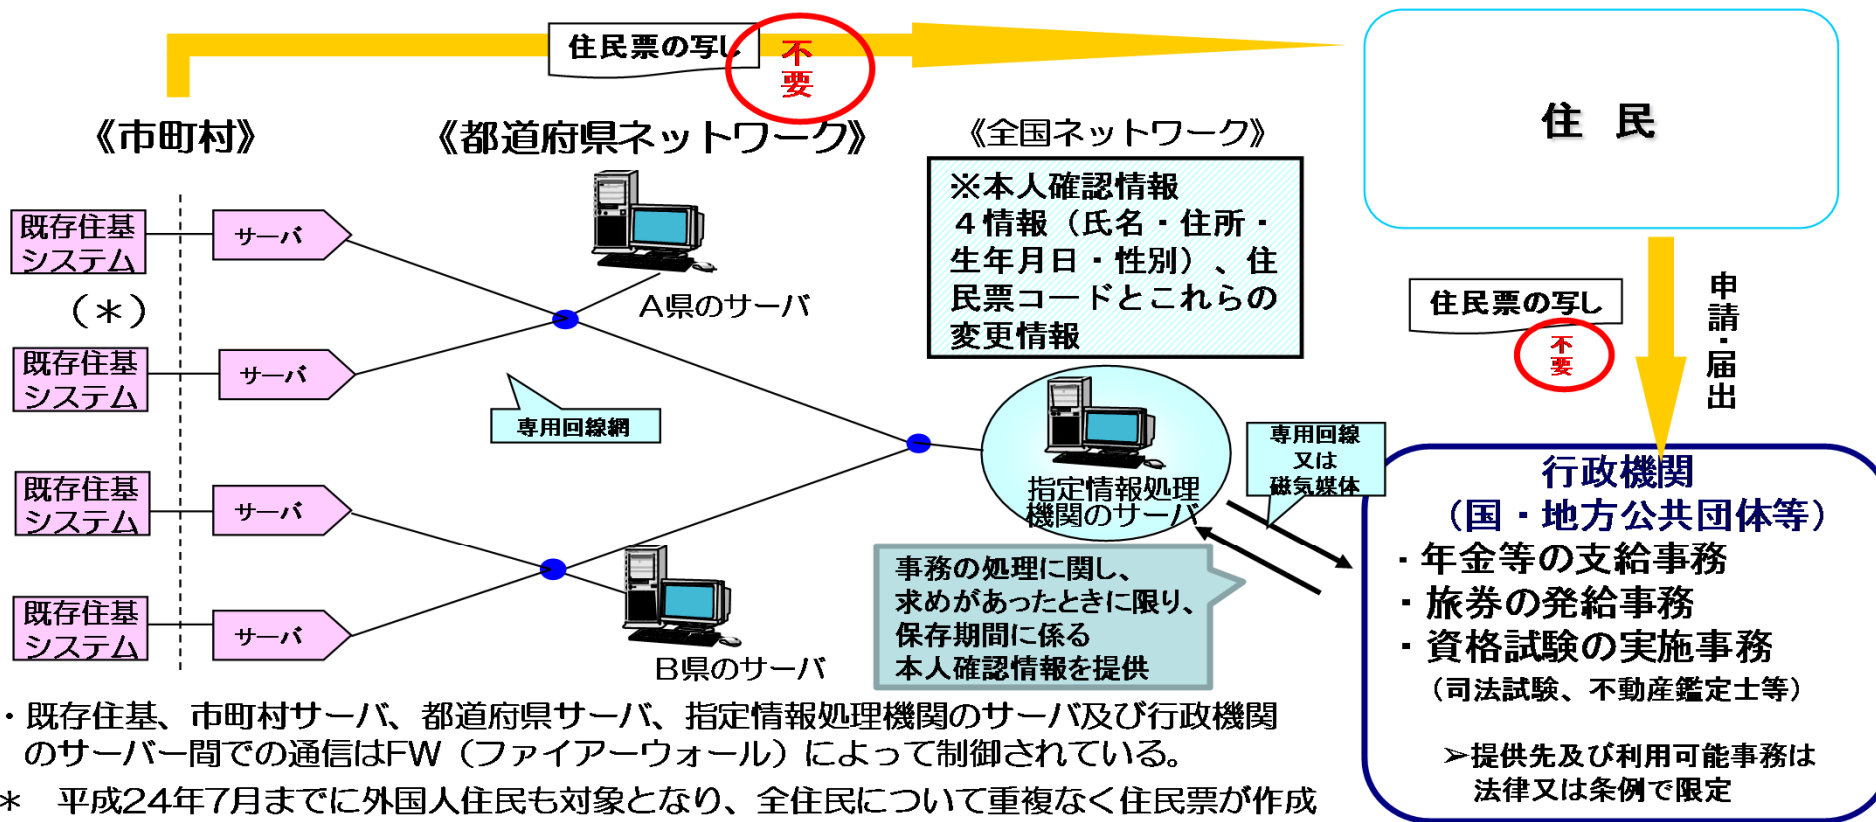 住民票の写し
不
要
《市町村》
《都道府県ネットワーク》
《全国ネットワーク》
住 民
※本人確認情報
４情報（氏名・住所・
生年月日・性別）、住
民票コードとこれらの
変更情報
既存住基
システム
サーバ
（＊）
A県のサーバ
既存住基
システム
サーバ
専用回線網
住民票の写し
不
要
申請・届出
既存住基
システム
サーバ
指定情報処理
機関のサーバ
専用回線
又は
磁気媒体
既存住基
システム
サーバ
B県のサーバ
事務の処理に関し、
求めがあったときに限り、
保存期間に係る
本人確認情報を提供
行政機関
（国・地方公共団体等）
・年金等の支給事務
・旅券の発給事務
・資格試験の実施事務
（司法試験、不動産鑑定士等）
➢提供先及び利用可能事務は
法律又は条例で限定
・既存住基、市町村サーバ、都道府県サーバ、指定情報処理機関のサーバ及び行政機関
のサーバー間での通信はFW（ファイアーウォール）によって制御されている。
＊　平成24年7月までに外国人住民も対象となり、全住民について重複なく住民票が作成